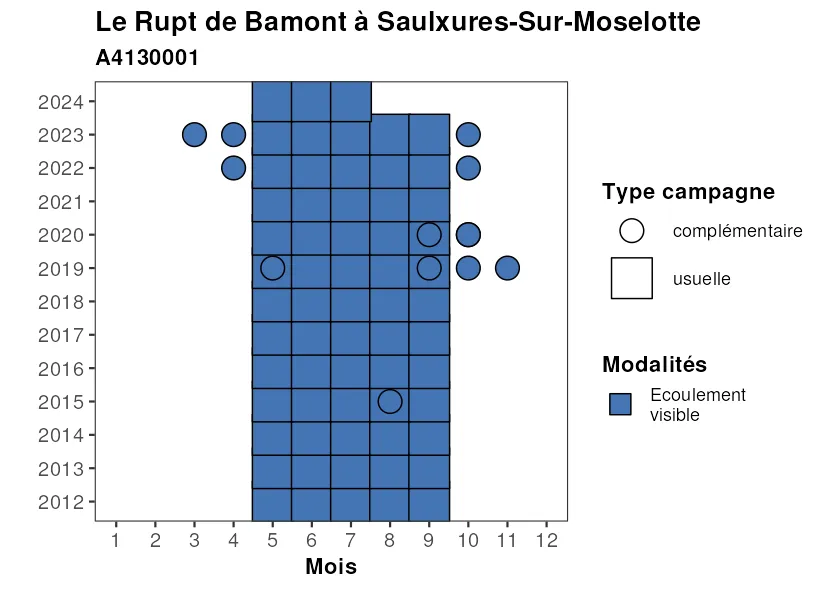 Le Rupt de Bamont à Saulxures-Sur-Moselotte
A4130001
2024
2023
2022
2021
2020
2019
2018
2017
2016
2015
2014
2013
2012
1 2 3 4 5 6 7 8 9 10 11 12
Mois
Type campagne
complémentaire
usuelle
Modalités
Ecoulement
visible